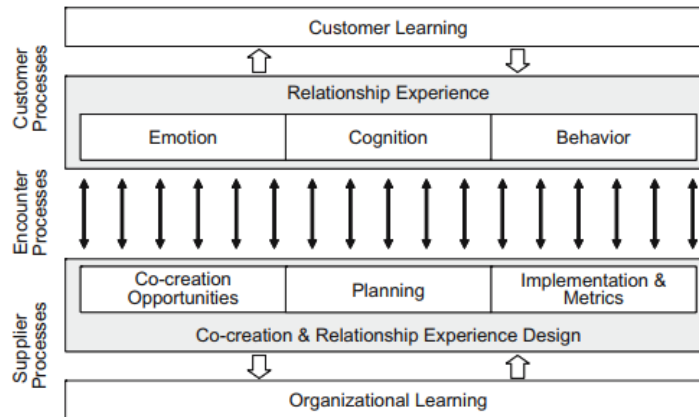 Customer Learning
Customer
Processes
Relationship Experience
Emotion
Cognition
Behavior
Encounter
Processes
Co-creation
Opportunities
Planning
Implementation &
Metrics
Supplier
Processes
Co-creation & Relationship Experience Design
Organizational Learning